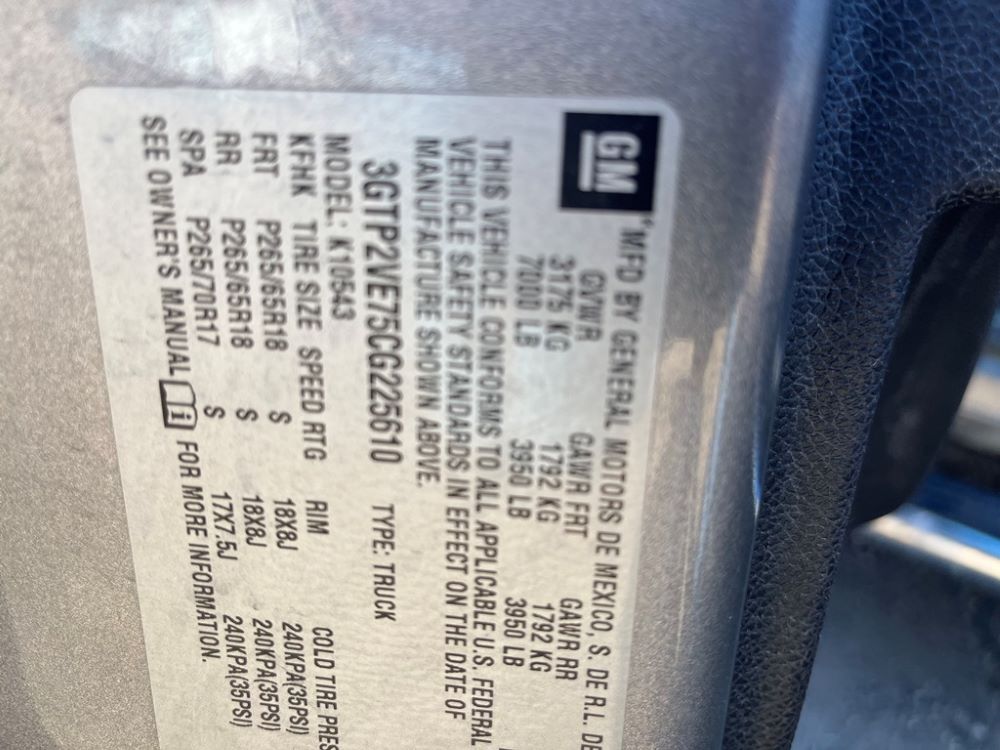 GM
MFD BY GENERAL MOTORS DE MEXICO, S. DE R.L. DE
GVWR GAWR FRT GAWR RR
3175 KG 1792 KG 1792 KG
7000 LB 3950 LB 3950 LB
THIS VEHICLE CONFORMS TO ALL APPLICABLE U.S. FEDERAL
VEHICLE SAFETY STANDARDS IN EFFECT ON THE DATE OF
MANUFACTURE SHOWN ABOVE.
3GTP2VE75CG225610 TYPE: TRUCK
MODEL: K10543
KFHK TIRE SIZE SPEED RTG RIM COLD TIRE PRES
FRT P265/65R18 S 18X8J 240KPA(35PSI)
RR P265/65R18 S 18X8J 240KPA(35PSI)
SPA P265/70R17 S 17X7.5J 240KPA(35PSI)
SEE OWNER'S MANUAL i FOR MORE INFORMATION.